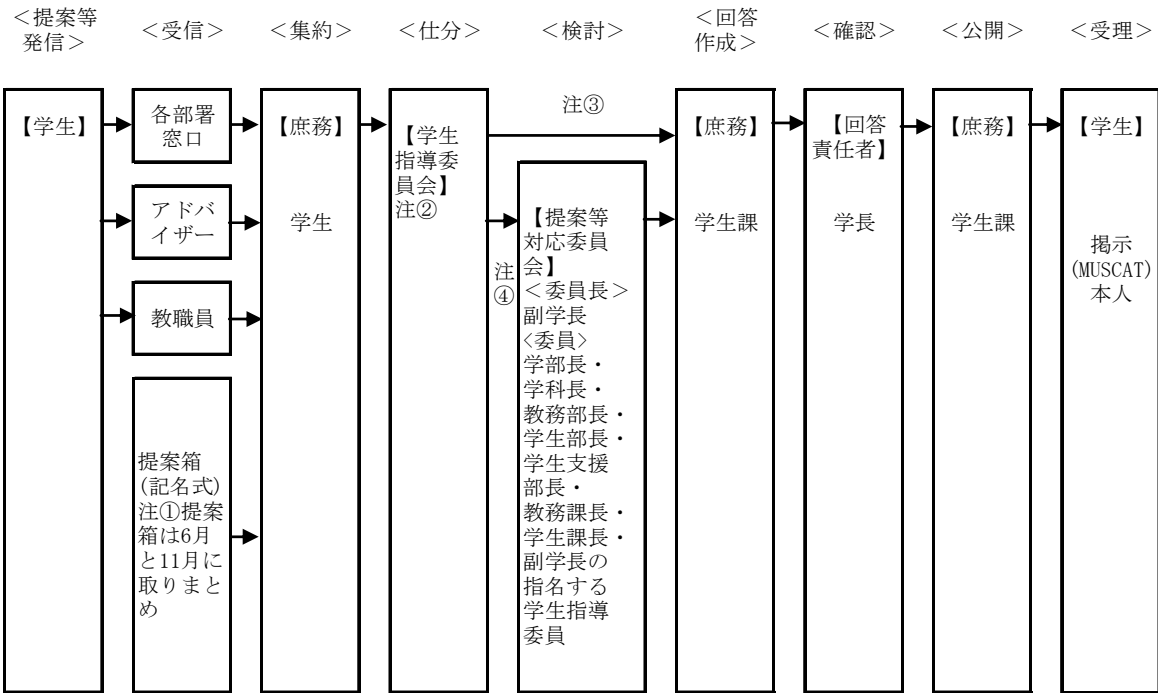 ＜提案等
発信＞
＜受信＞
＜集約＞
＜仕分＞
＜検討＞
＜回答
作成＞
＜確認＞
＜公開＞
＜受理＞
【学生】
各部署
窓口
アドバ
イザー
教職員
提案箱
(記名式)
注①提案
箱は6月
と11月に
取りまと
め
【庶務】
学生
【学生
指導委
員会】
注②
注③
注
④
【提案等
対応委員
会】
＜委員長＞
副学長
<委員>
学部長・
学科長・
教務部長・
学生部長・
学生支援
部長・
教務課長・
学生課長・
副学長の
指名する
学生指導
委員
【庶務】
学生課
【回答
責任者】
学長
【庶務】
学生課
【学生】
掲示
(MUSCAT)
本人